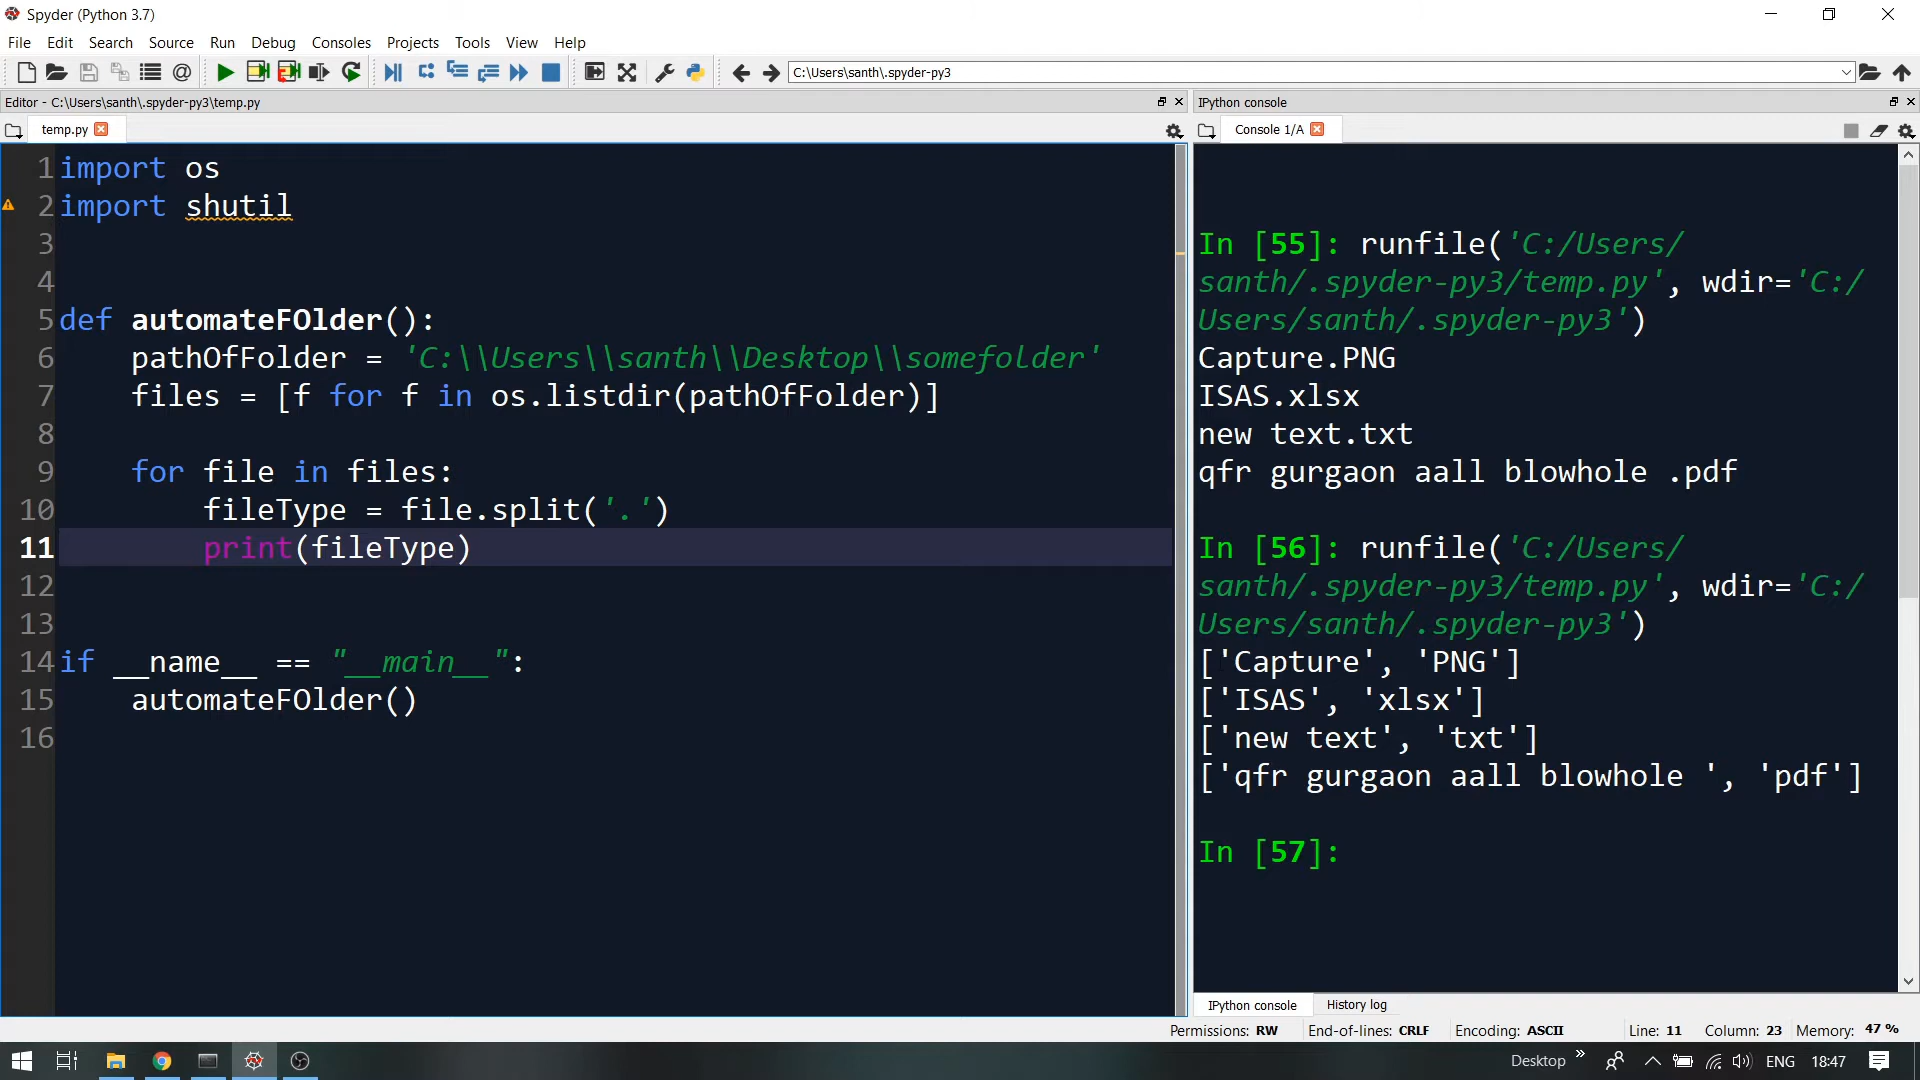 Spyder (Python 3.7)
File Edit Search Source Run Debug Consoles Projects Tools View Help
C:\Users\santh\.spyder-py3
Editor - C:\Users\santh\.spyder-py3\temp.py
temp.py
1 import os
2 import shutil
3
4
5 def automateFOlder():
6 pathOfFolder = 'C:\\Users\\santh\\Desktop\\somefolder'
7 files = [f for f in os.listdir(pathOfFolder)]
8
9 for file in files:
10 fileType = file.split('.')
11 print(fileType)
12
13
14 if __name__ == "__main__":
15 automateFOlder()
16
IPython console
Console 1/A
In [55]: runfile('C:/Users/
santh/.spyder-py3/temp.py', wdir='C:/
Users/santh/.spyder-py3')
Capture.PNG
ISAS.xlsx
new text.txt
qfr gurgaon aall blowhole .pdf
In [56]: runfile('C:/Users/
santh/.spyder-py3/temp.py', wdir='C:/
Users/santh/.spyder-py3')
['Capture', 'PNG']
['ISAS', 'xlsx']
['new text', 'txt']
['qfr gurgaon aall blowhole ', 'pdf']
In [57]:
IPython console History log
Permissions: RW End-of-lines: CRLF Encoding: ASCII Line: 11 Column: 23 Memory: 47 %
Desktop » ENG 18:47